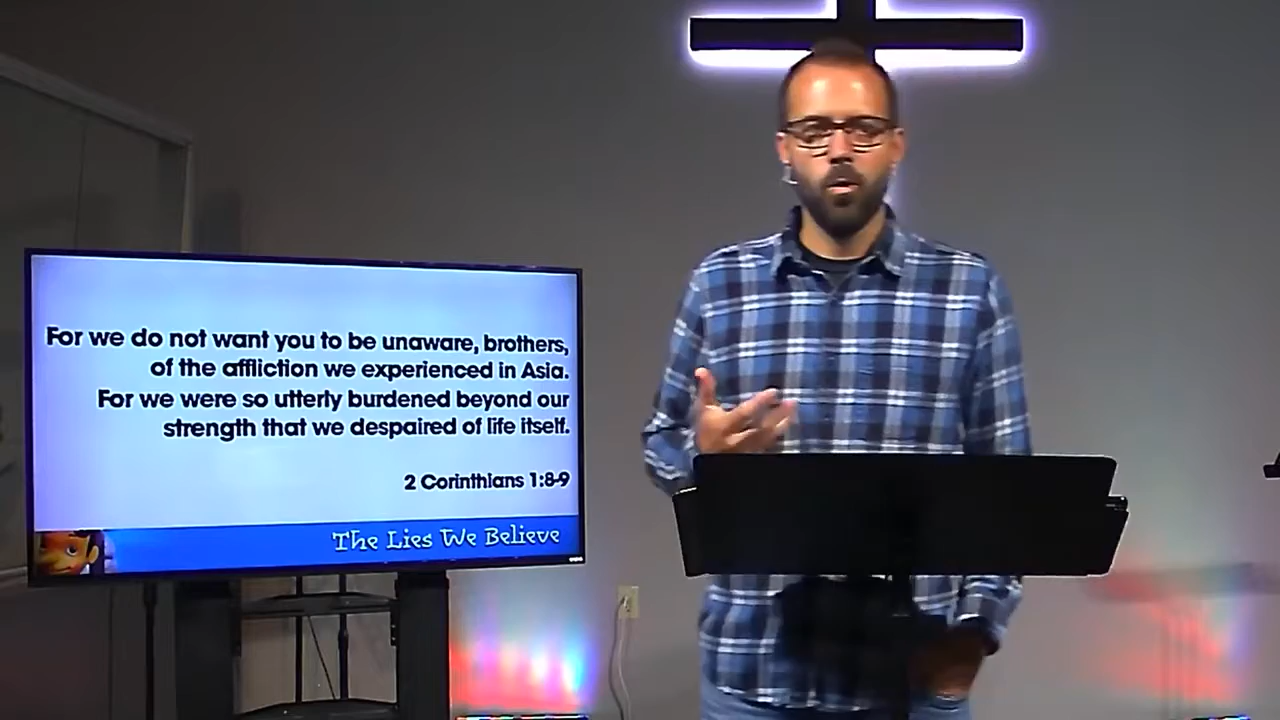 For we do not want you to be unaware, brothers,
of the affliction we experienced in Asia.
For we were so utterly burdened beyond our
strength that we despaired of life itself.
2 Corinthians 1:8-9
The Lies We Believe